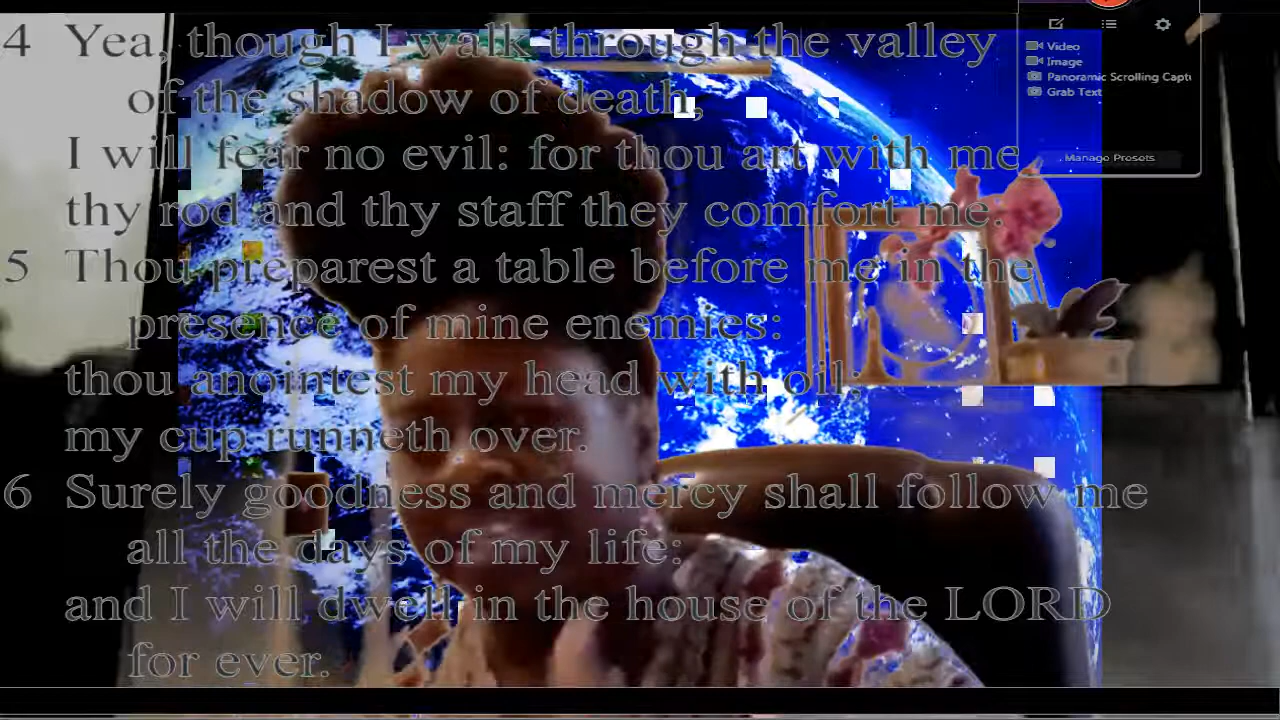 4 Yea, though I walk through the valley
of the shadow of death,
I will fear no evil: for thou art with me
thy rod and thy staff they comfort me.
5 Thou preparest a table before me in the
presence of mine enemies:
thou anointest my head with oil;
my cup runneth over.
6 Surely goodness and mercy shall follow me
all the days of my life:
and I will dwell in the house of the LORD
for ever.
Video
Image
Panoramic Scrolling Captu
Grab Text
Manage Presets